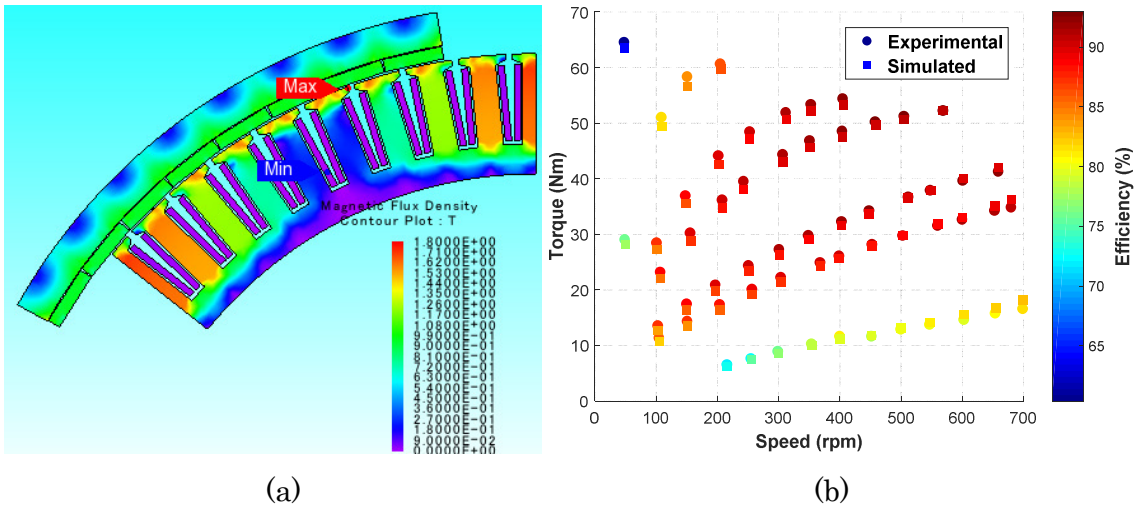 Max
Min
Magnetic Flux Density
Contour Plot : T
1.8000E+00
1.7100E+00
1.6200E+00
1.5300E+00
1.4400E+00
1.3500E+00
1.2600E+00
1.1700E+00
1.0800E+00
9.9000E-01
9.0000E-01
8.1000E-01
7.2000E-01
6.3000E-01
5.4000E-01
4.5000E-01
3.6000E-01
2.7000E-01
1.8000E-01
9.0000E-02
0.0000E+00
(a)
70
60
50
40
30
20
10
0
Torque (Nm)
0 100 200 300 400 500 600 700
Speed (rpm)
Experimental
Simulated
90
85
80
75
70
65
Efficiency (%)
(b)